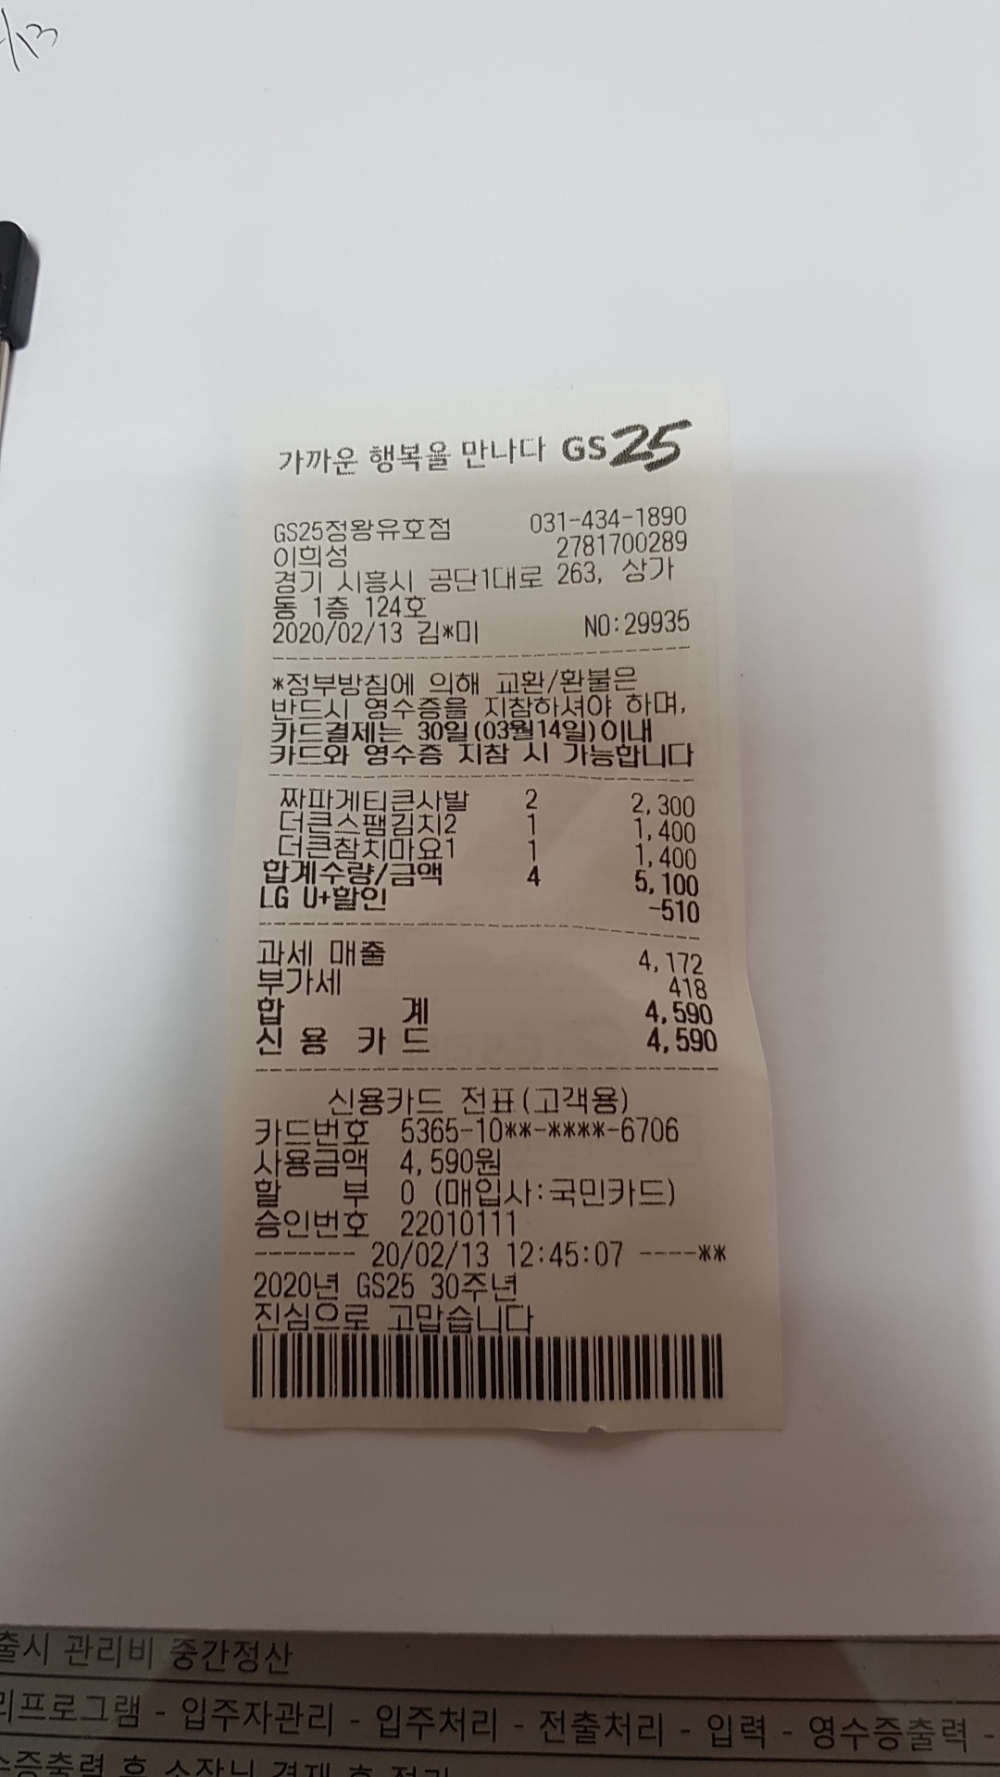 /13
가까운 행복을 만나다 GS25
GS25정왕유호점 031-434-1890
이희성 2781700289
경기 시흥시 공단1대로 263, 상가
동 1층 124호
2020/02/13 김*미 NO:29935
*정부방침에 의해 교환/환불은
반드시 영수증을 지참하셔야 하며,
카드결제는 30일(03월14일)이내
카드와 영수증 지참 시 가능합니다
짜파게티큰사발 2 2,300
더큰스팸김치2 1 1,400
더큰참치마요1 1 1,400
합계수량/금액 4 5,100
LG U+할인 -510
과세 매출 4,172
부가세 418
합 계 4,590
신 용 카 드 4,590
신용카드 전표(고객용)
카드번호 5365-10**-****-6706
사용금액 4,590원
할 부 0 (매입사:국민카드)
승인번호 22010111
------- 20/02/13 12:45:07 ----**
2020년 GS25 30주년
진심으로 고맙습니다
출시 관리비 중간정산
리프로그램 - 입주자관리 - 입주처리 - 전출처리 - 입력 - 영수증출력 -
수증출력 후 소장님 결재 후 정리